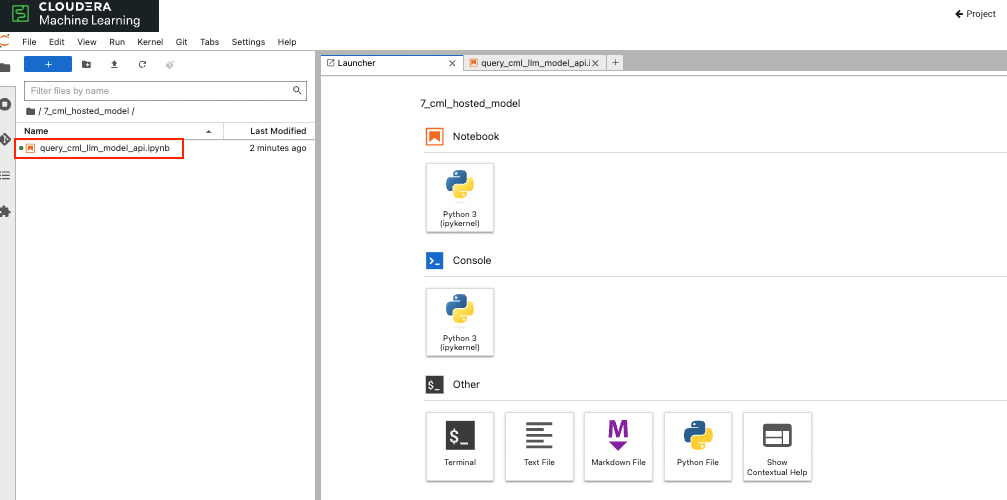 CLOUDERA
Machine Learning
Project
File Edit View Run Kernel Git Tabs Settings Help
+
Filter files by name
/ 7_cml_hosted_model /
Name Last Modified
query_cml_llm_model_api.ipynb 2 minutes ago
Launcher
query_cml_llm_model_api.i
+
7_cml_hosted_model
Notebook
Python 3
(ipykernel)
>_ Console
Python 3
(ipykernel)
$_ Other
$_
Terminal
Text File
M
Markdown File
Python File
Show
Contextual Help